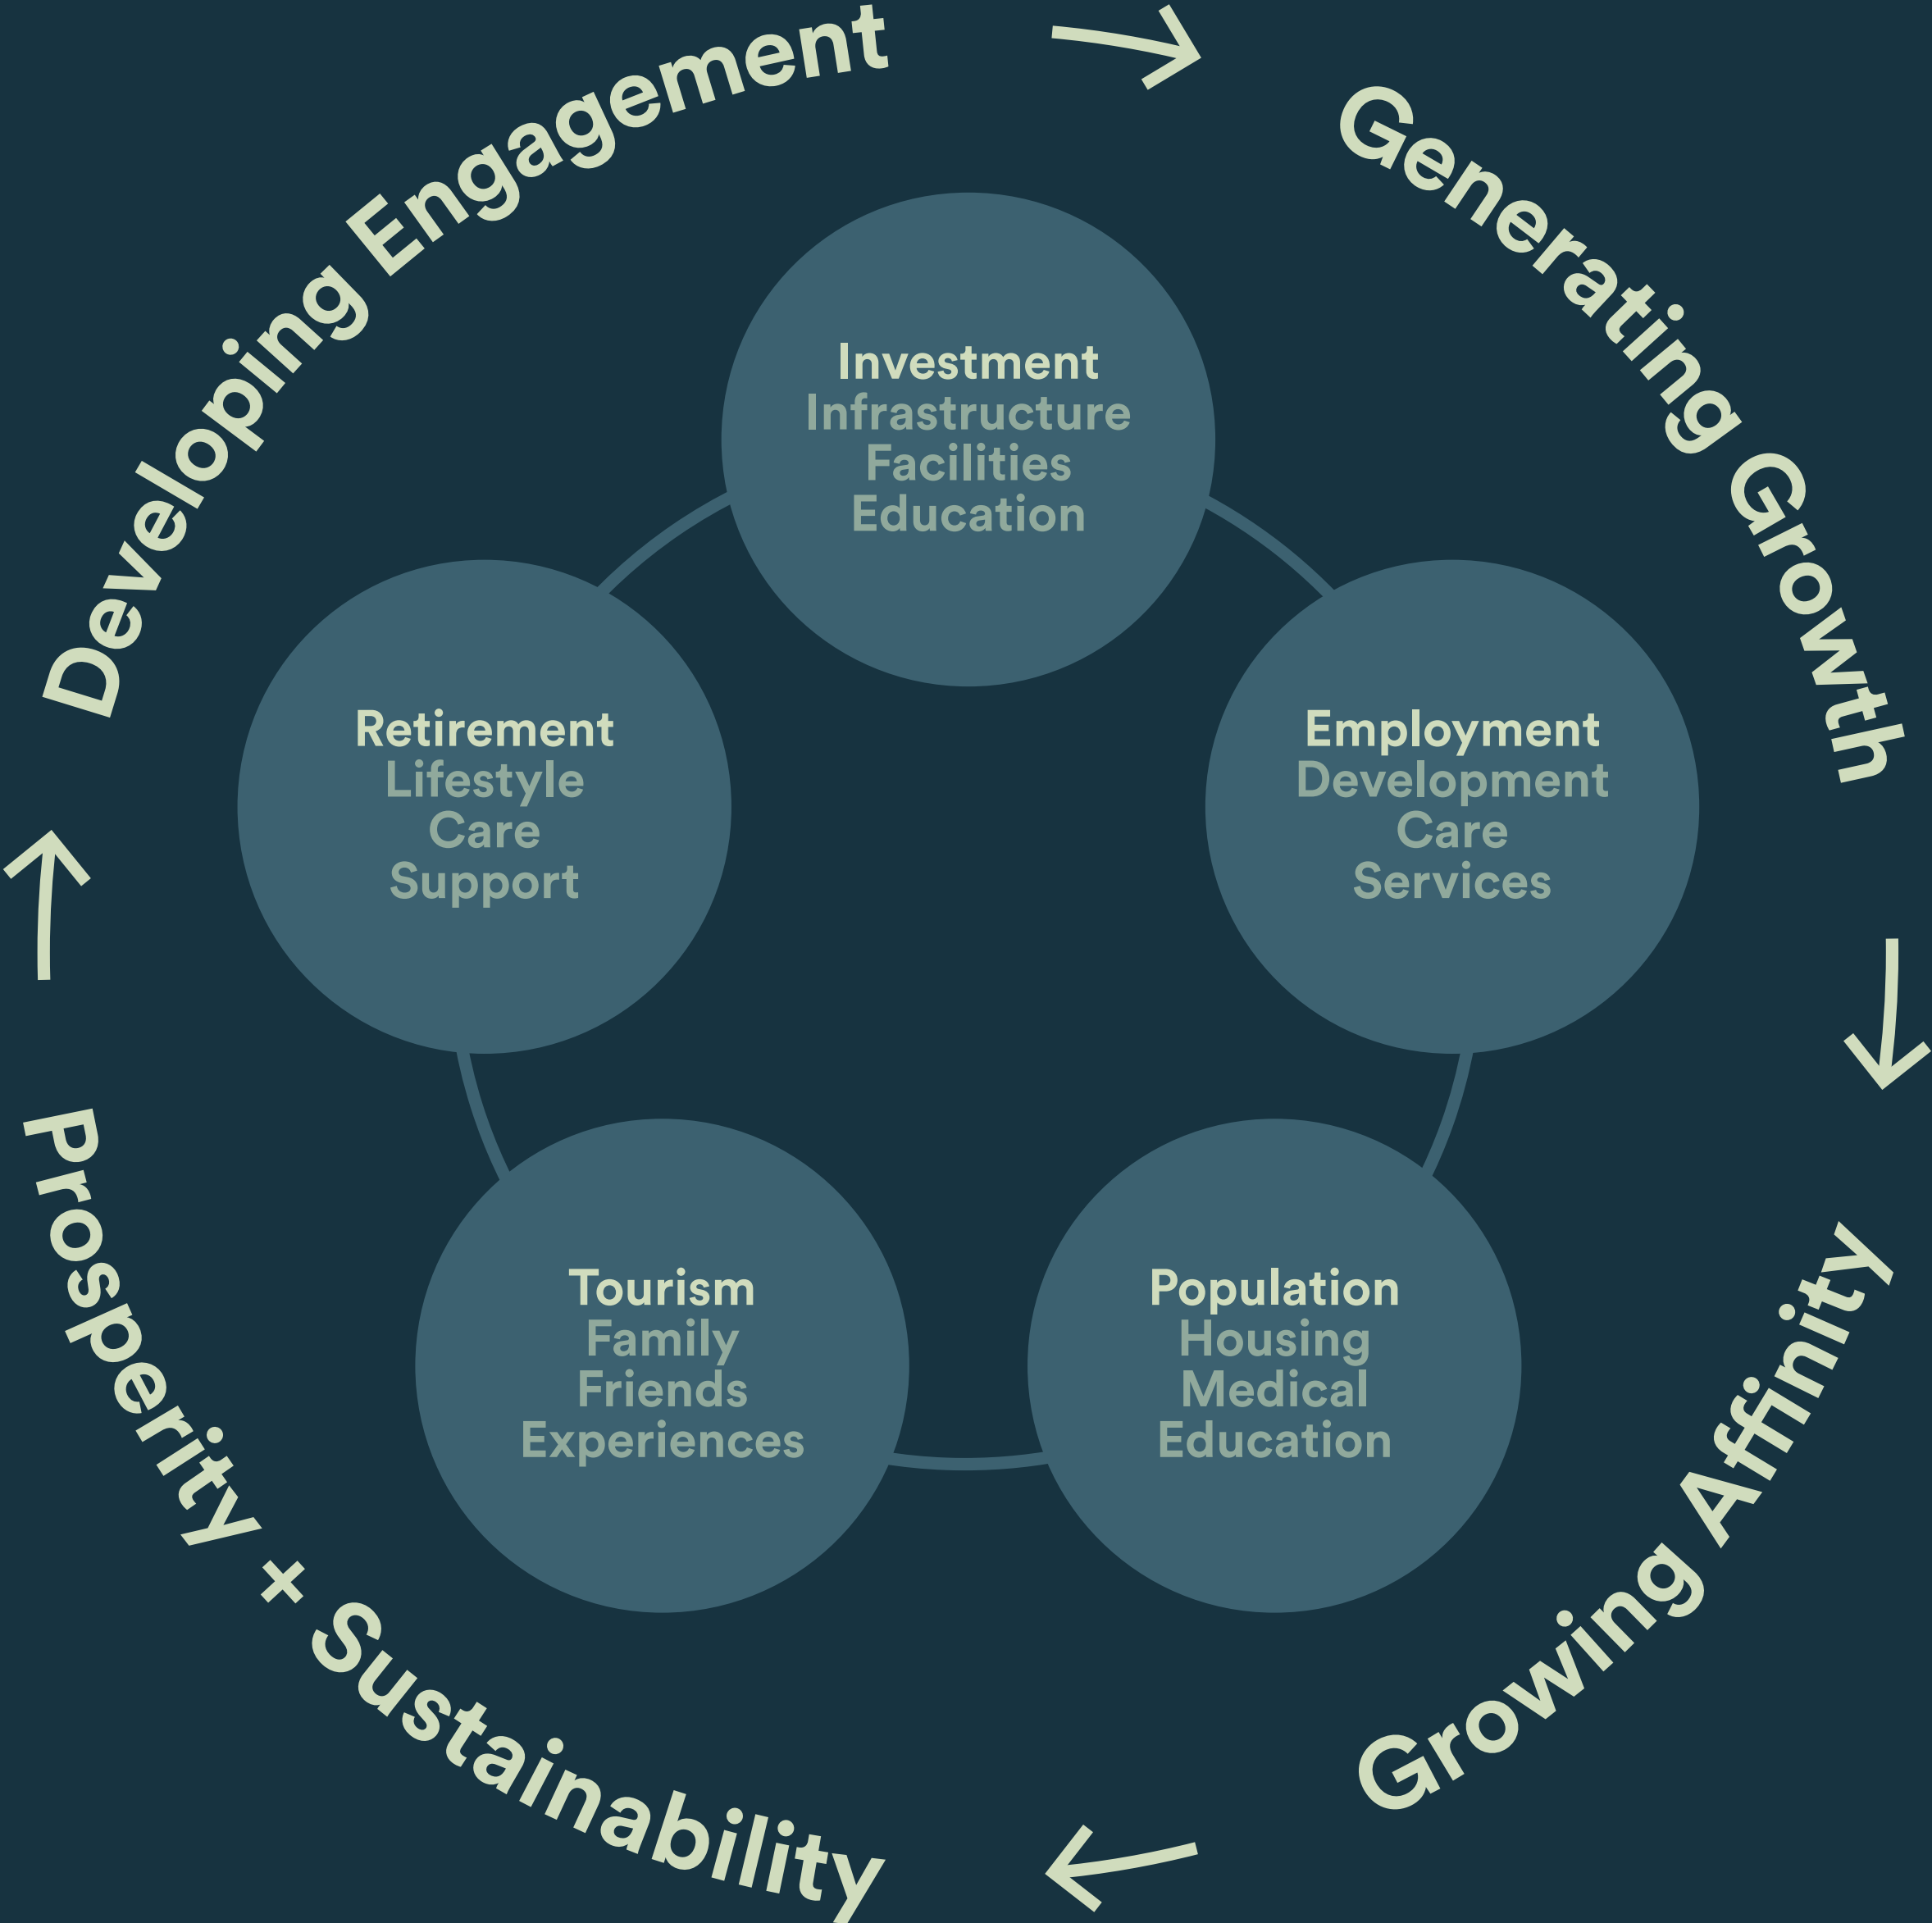 Developing Engagement
Generating Growth
Growing Affinity
Prosperity + Sustainability
Investment
Infrastructure
Facilities
Education
Employment
Development
Care
Services
Population
Housing
Medical
Education
Tourism
Family
Friends
Experiences
Retirement
Lifestyle
Care
Support